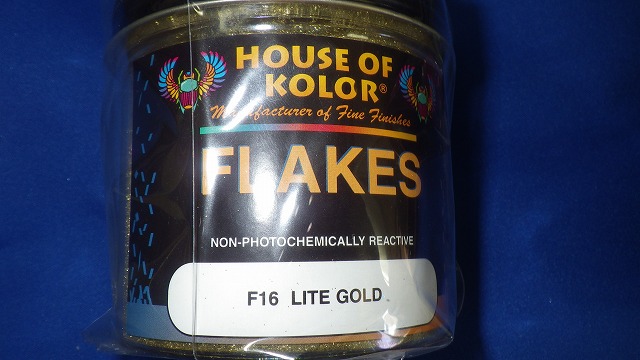 HOUSE OF
KOLOR®
Manufacturer of Fine Finishes
FLAKES
NON-PHOTOCHEMICALLY REACTIVE
F16 LITE GOLD